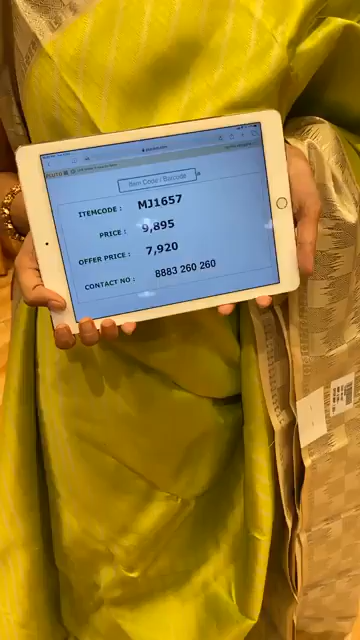 Item Code / Barcode
ITEMCODE : MJ1657
PRICE : 9,895
OFFER PRICE : 7,920
CONTACT NO : 8883 260 260